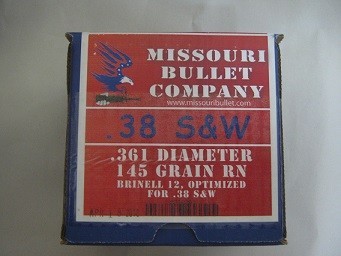 MISSOURI
BULLET
COMPANY
www.missouribullet.com
.38 S&W
.361 DIAMETER
145 GRAIN RN
BRINELL 12, OPTIMIZED
FOR .38 S&W